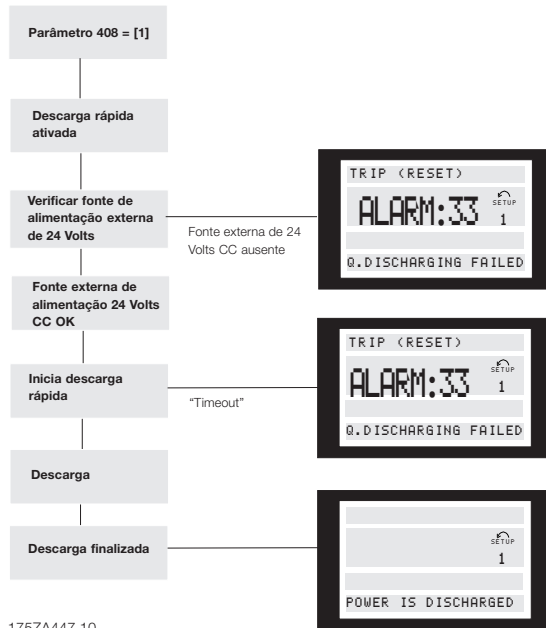 Parâmetro 408 = [1]
Descarga rápida
ativada
Verificar fonte de
alimentação externa
de 24 Volts
Fonte externa de 24
Volts CC ausente
TRIP (RESET)
ALARM:33
SETUP
1
Q.DISCHARGING FAILED
Fonte externa de
alimentação 24 Volts
CC OK
Inicia descarga
rápida
“Timeout”
TRIP (RESET)
ALARM:33
SETUP
1
Q.DISCHARGING FAILED
Descarga
Descarga finalizada
SETUP
1
POWER IS DISCHARGED
175ZA447.10